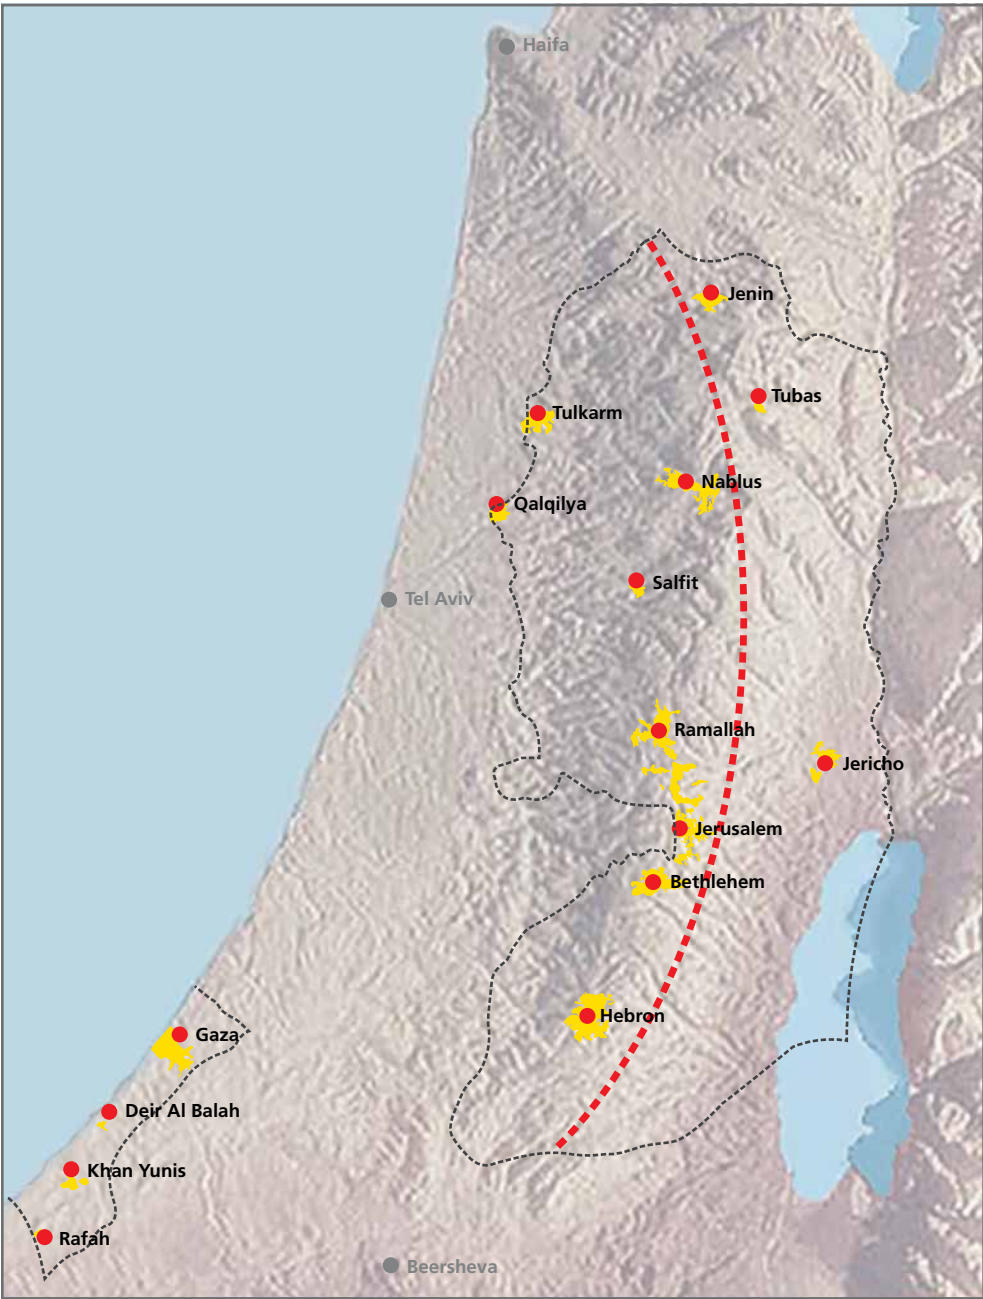 Haifa
Jenin
Tubas
Tulkarm
Nablus
Qalqilya
Salfit
Tel Aviv
Ramallah
Jericho
Jerusalem
Bethlehem
Hebron
Gaza
Deir Al Balah
Khan Yunis
Rafah
Beersheva